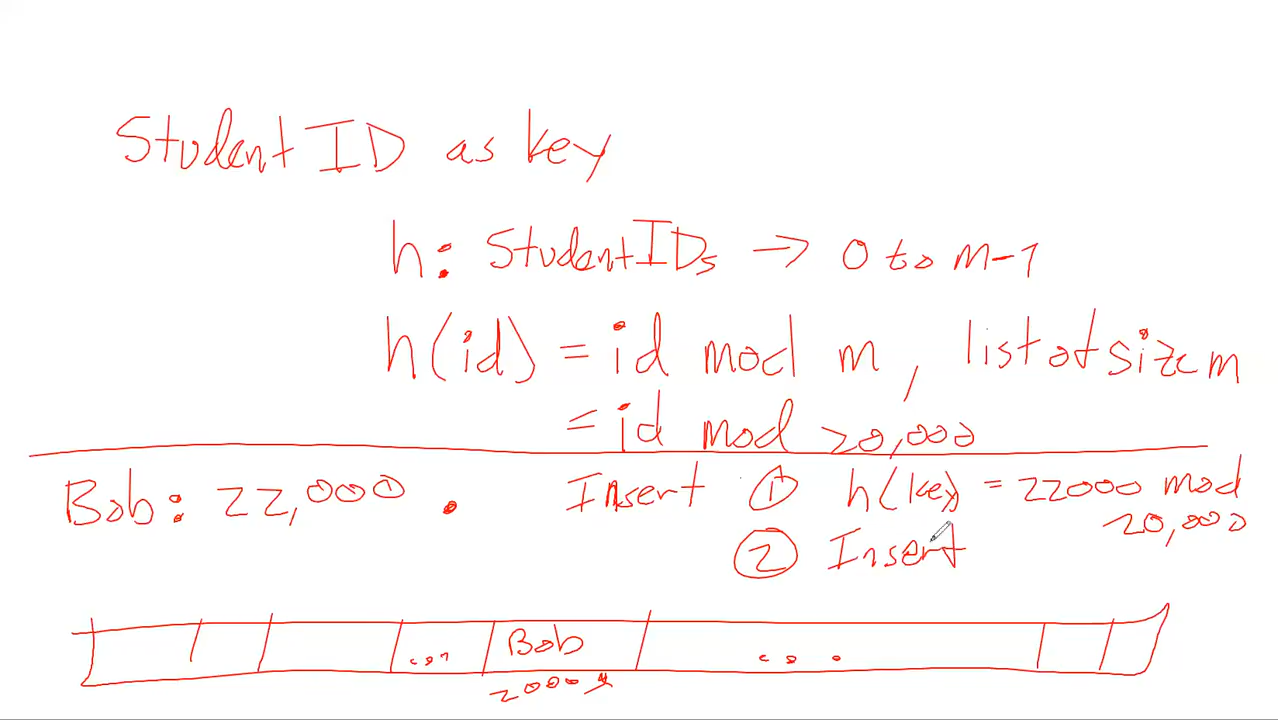 Student ID as key
h: StudentIDs → 0 to m-1
h(id) = id mod m, list of size m
= id mod 20,000
Bob: 22,000. Insert ① h(key) = 22000 mod
20,000
② Insert
... Bob ...
2000